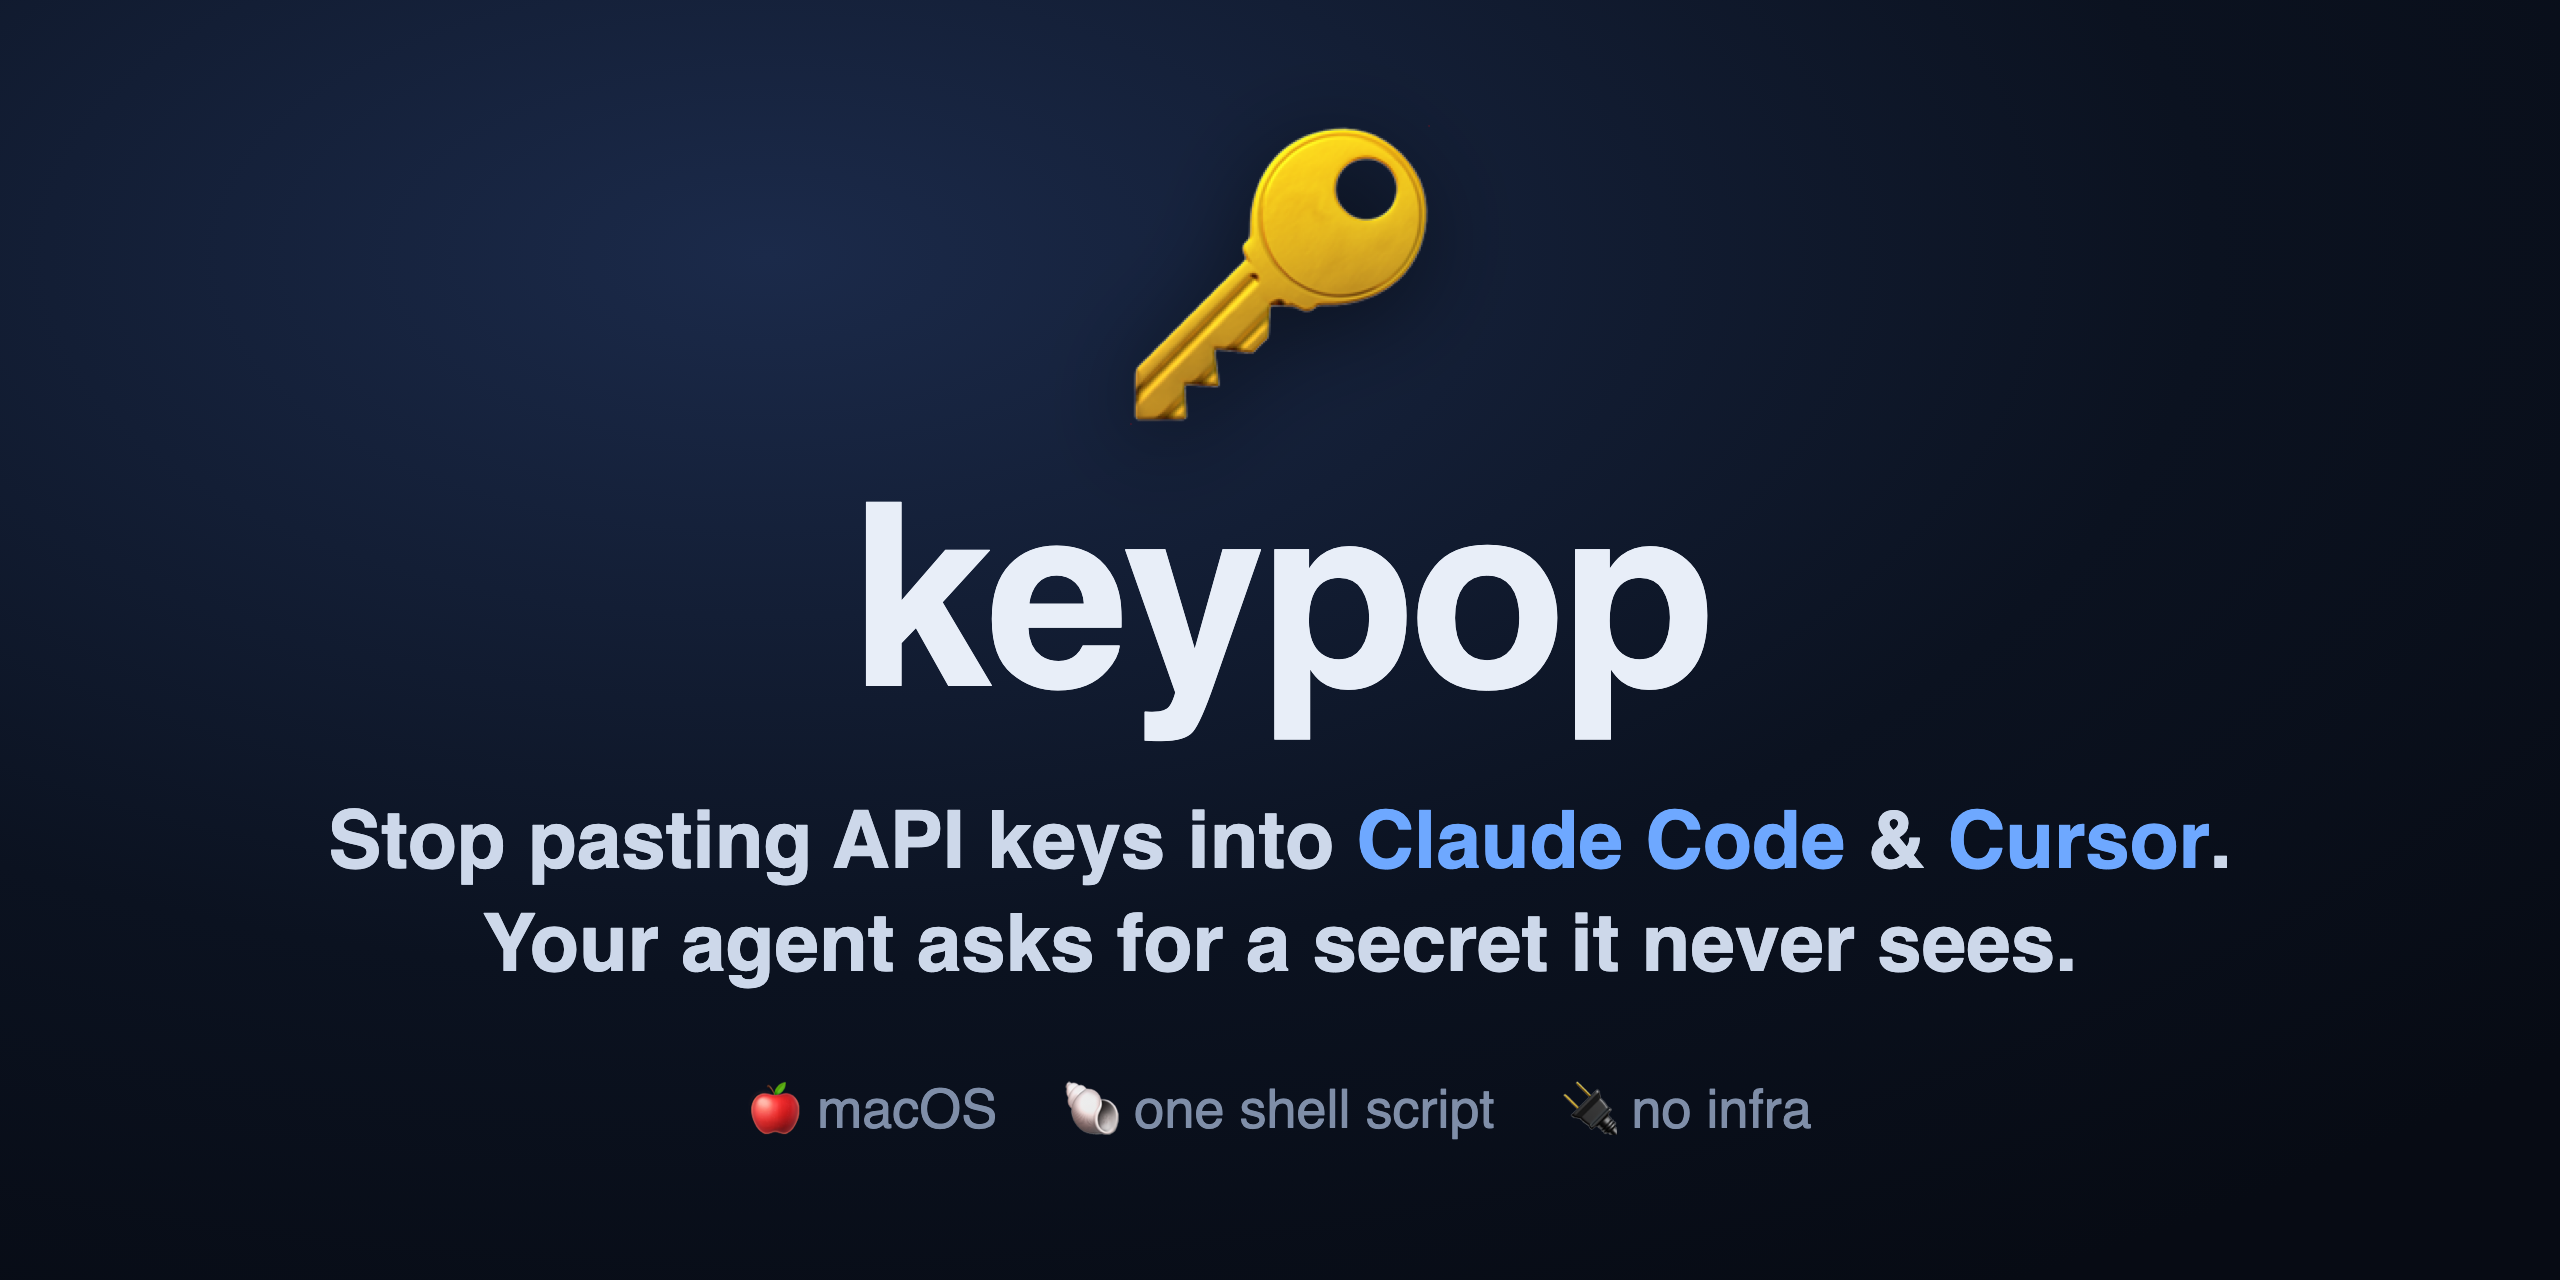 keypop
Stop pasting API keys into Claude Code & Cursor.
Your agent asks for a secret it never sees.
macOS one shell script no infra